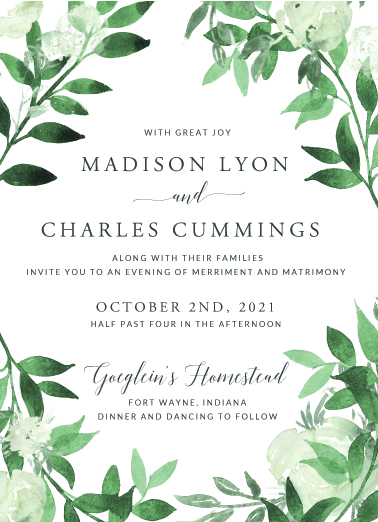 WITH GREAT JOY
MADISON LYON
and
CHARLES CUMMINGS
ALONG WITH THEIR FAMILIES
INVITE YOU TO AN EVENING OF MERRIMENT AND MATRIMONY
OCTOBER 2ND, 2021
HALF PAST FOUR IN THE AFTERNOON
Goeglein's Homestead
FORT WAYNE, INDIANA
DINNER AND DANCING TO FOLLOW